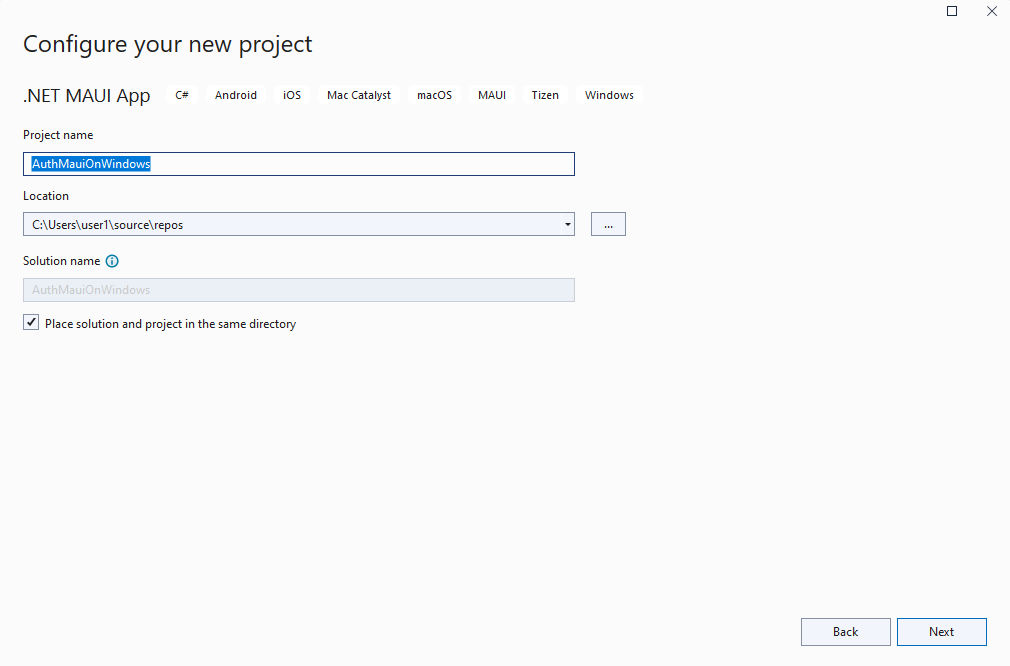 Configure your new project
.NET MAUI App C# Android iOS Mac Catalyst macOS MAUI Tizen Windows
Project name
AuthMauiOnWindows
Location
C:\Users\user1\source\repos
...
Solution name
AuthMauiOnWindows
Place solution and project in the same directory
Back Next